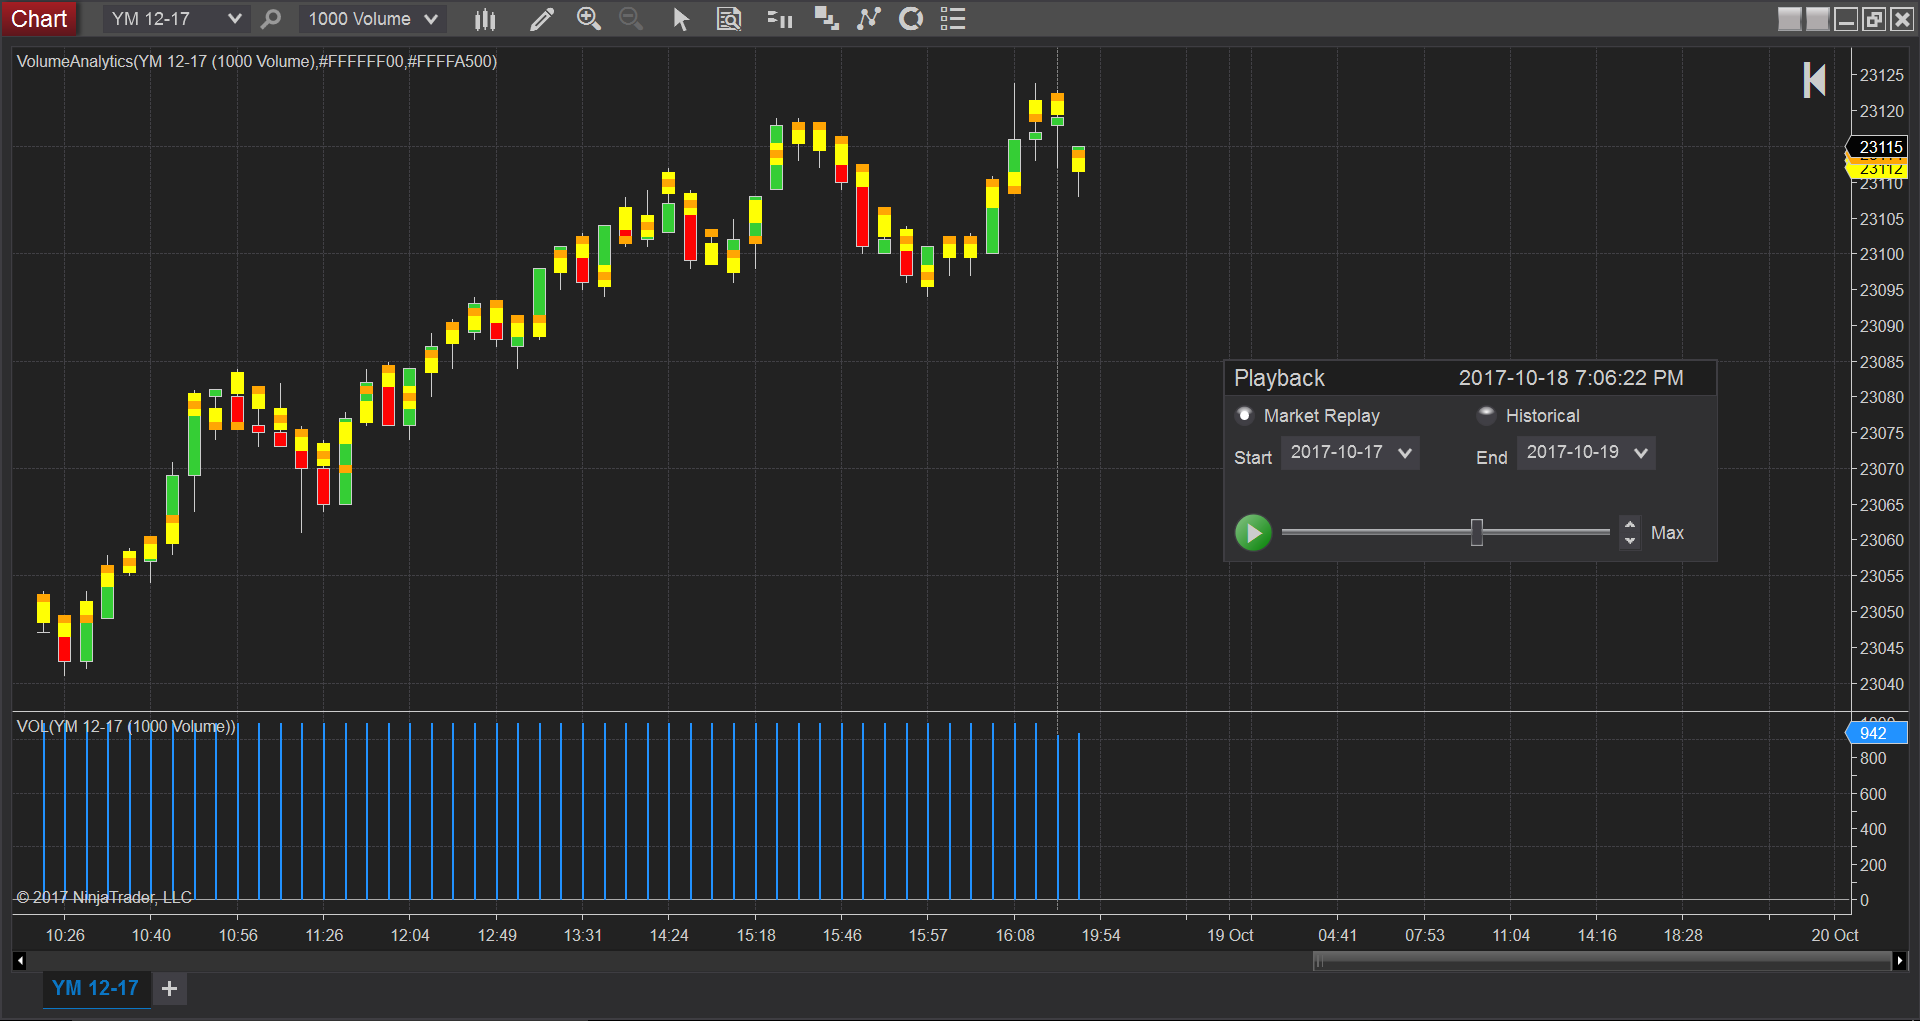 Chart YM 12-17 1000 Volume
VolumeAnalytics(YM 12-17 (1000 Volume),#FFFFFF00,#FFFFA500)
23125
23120
23115
23112
23110
23105
23100
23095
23090
23085
23080
23075
23070
23065
23060
23055
23050
23045
23040
Playback 2017-10-18 7:06:22 PM
Market Replay Historical
Start 2017-10-17 End 2017-10-19
Max
VOL(YM 12-17 (1000 Volume))
1000
942
800
600
400
200
0
© 2017 NinjaTrader, LLC
10:26 10:40 10:56 11:26 12:04 12:49 13:31 14:24 15:18 15:46 15:57 16:08 19:54 19 Oct 04:41 07:53 11:04 14:16 18:28 20 Oct
YM 12-17 +